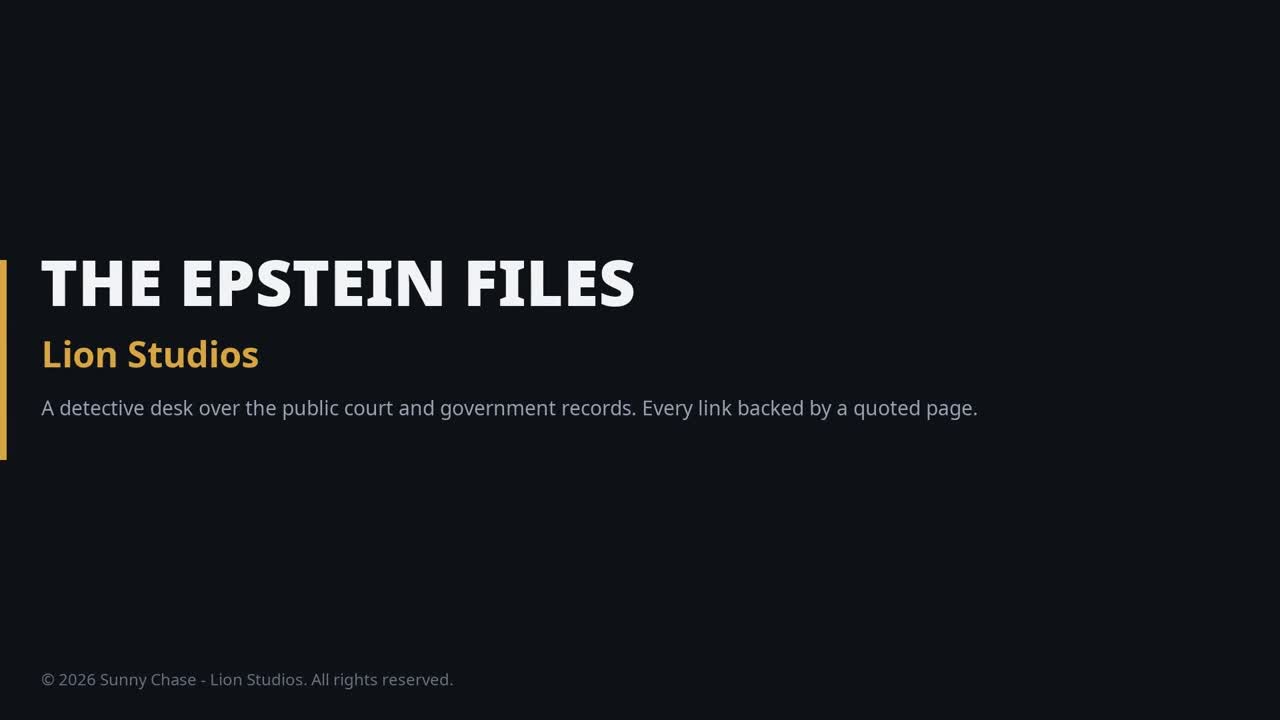 THE EPSTEIN FILES
Lion Studios
A detective desk over the public court and government records. Every link backed by a quoted page.
© 2026 Sunny Chase - Lion Studios. All rights reserved.